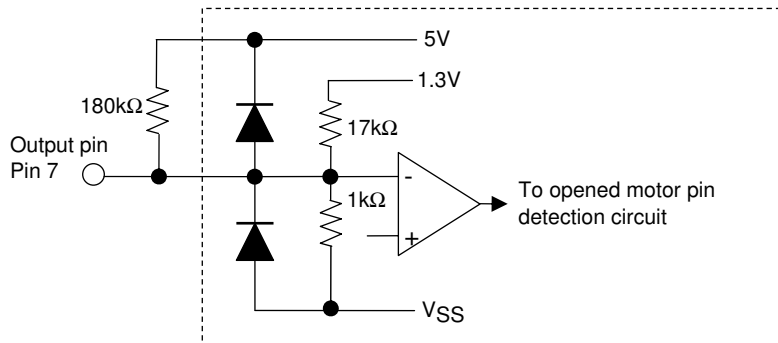 5V
1.3V
180kΩ
17kΩ
Output pin
Pin 7
-
1kΩ
To opened motor pin
detection circuit
+
VSS